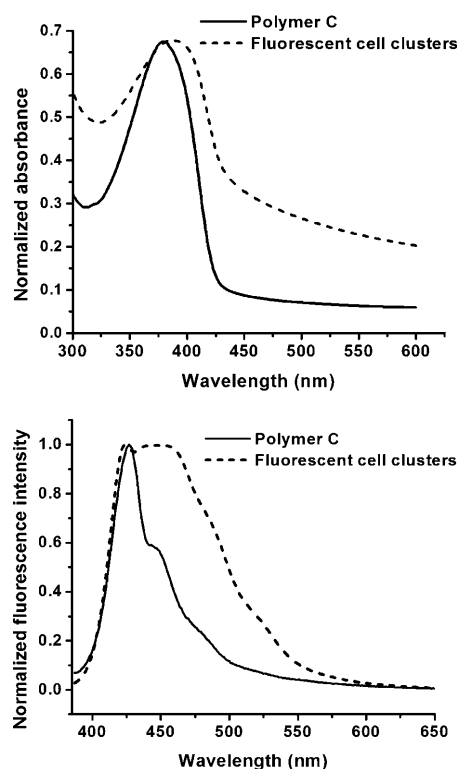 Polymer C
Fluorescent cell clusters
Normalized absorbance
0.7
0.6
0.5
0.4
0.3
0.2
0.1
0.0
300 350 400 450 500 550 600
Wavelength (nm)
Polymer C
Fluorescent cell clusters
Normalized fluorescence intensity
1.0
0.8
0.6
0.4
0.2
0.0
400 450 500 550 600 650
Wavelength (nm)